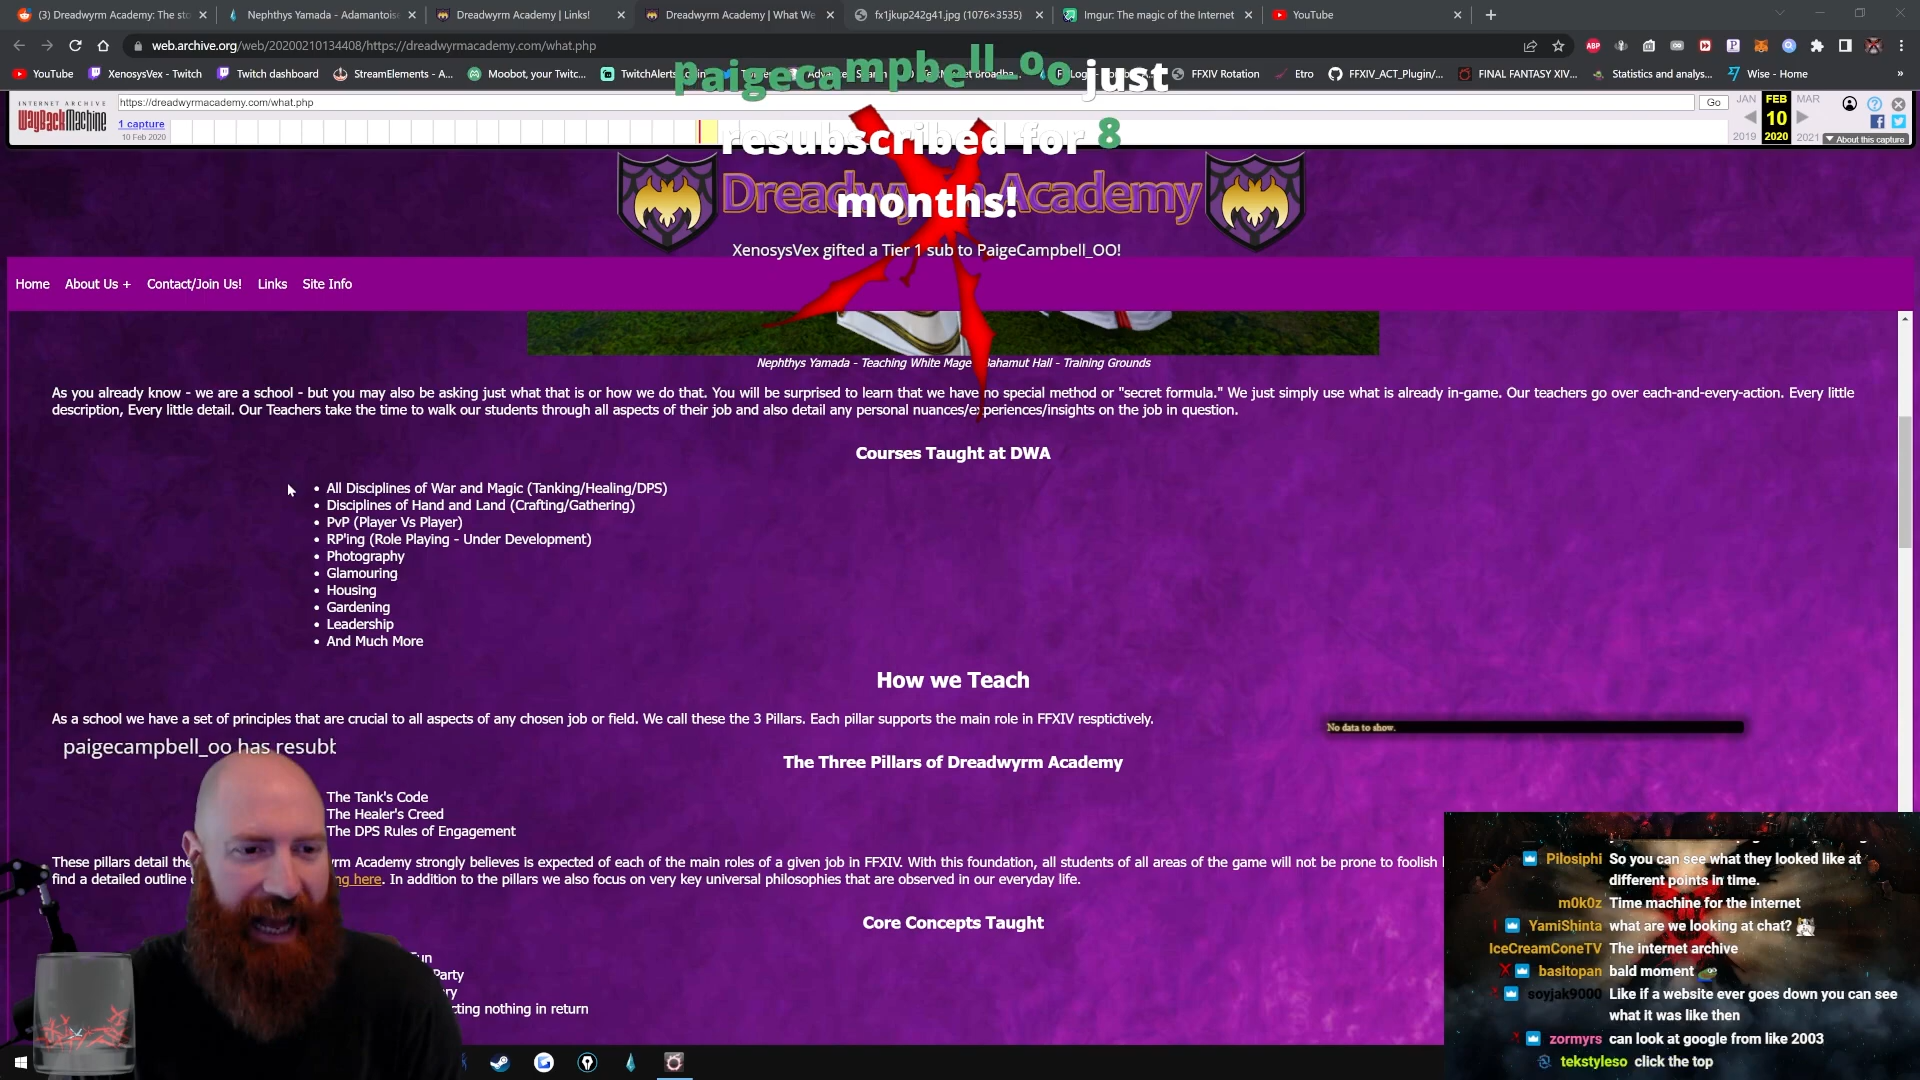 (3) Dreadwyrm Academy: The sto
Nephthys Yamada - Adamantoise
Dreadwyrm Academy | Links!
Dreadwyrm Academy | What We
fx1jkup242g41.jpg (1076×3535)
Imgur: The magic of the Internet
YouTube
web.archive.org/web/20200210134408/https://dreadwyrmacademy.com/what.php
YouTube
XenosysVex - Twitch
Twitch dashboard
StreamElements - A...
Moobot, your Twitc...
FFXIV Rotation
Etro
FFXIV_ACT_Plugin/...
FINAL FANTASY XIV...
Statistics and analys...
Wise - Home
paigecampbell_oo just
resubscribed for 8
months!
XenosysVex gifted a Tier 1 sub to PaigeCampbell_OO!
INTERNET ARCHIVE
WayBackMachine
https://dreadwyrmacademy.com/what.php
Go
JAN FEB MAR
1 capture
10 Feb 2020
10
2019 2020 2021
About this capture
Dreadwyrm Academy
Home About Us + Contact/Join Us! Links Site Info
Nephthys Yamada - Teaching White Mage Bahamut Hall - Training Grounds
As you already know - we are a school - but you may also be asking just what that is or how we do that. You will be surprised to learn that we have no special method or "secret formula." We just simply use what is already in-game. Our teachers go over each-and-every-action. Every little
description, Every little detail. Our Teachers take the time to walk our students through all aspects of their job and also detail any personal nuances/experiences/insights on the job in question.
Courses Taught at DWA
• All Disciplines of War and Magic (Tanking/Healing/DPS)
• Disciplines of Hand and Land (Crafting/Gathering)
• PvP (Player Vs Player)
• RP'ing (Role Playing - Under Development)
• Photography
• Glamouring
• Housing
• Gardening
• Leadership
• And Much More
How we Teach
As a school we have a set of principles that are crucial to all aspects of any chosen job or field. We call these the 3 Pillars. Each pillar supports the main role in FFXIV resptictively.
No data to show.
paigecampbell_oo has resubt
The Three Pillars of Dreadwyrm Academy
The Tank's Code
The Healer's Creed
The DPS Rules of Engagement
These pillars detail the
rm Academy strongly believes is expected of each of the main roles of a given job in FFXIV. With this foundation, all students of all areas of the game will not be prone to foolish
find a detailed outline
ng here. In addition to the pillars we also focus on very key universal philosophies that are observed in our everyday life.
Core Concepts Taught
Party
ry
cting nothing in return
Pilosiphi So you can see what they looked like at
different points in time.
m0k0z Time machine for the internet
YamiShinta what are we looking at chat?
IceCreamConeTV The internet archive
basitopan bald moment
soyjak9000 Like if a website ever goes down you can see
what it was like then
zormyrs can look at google from like 2003
tekstyleso click the top